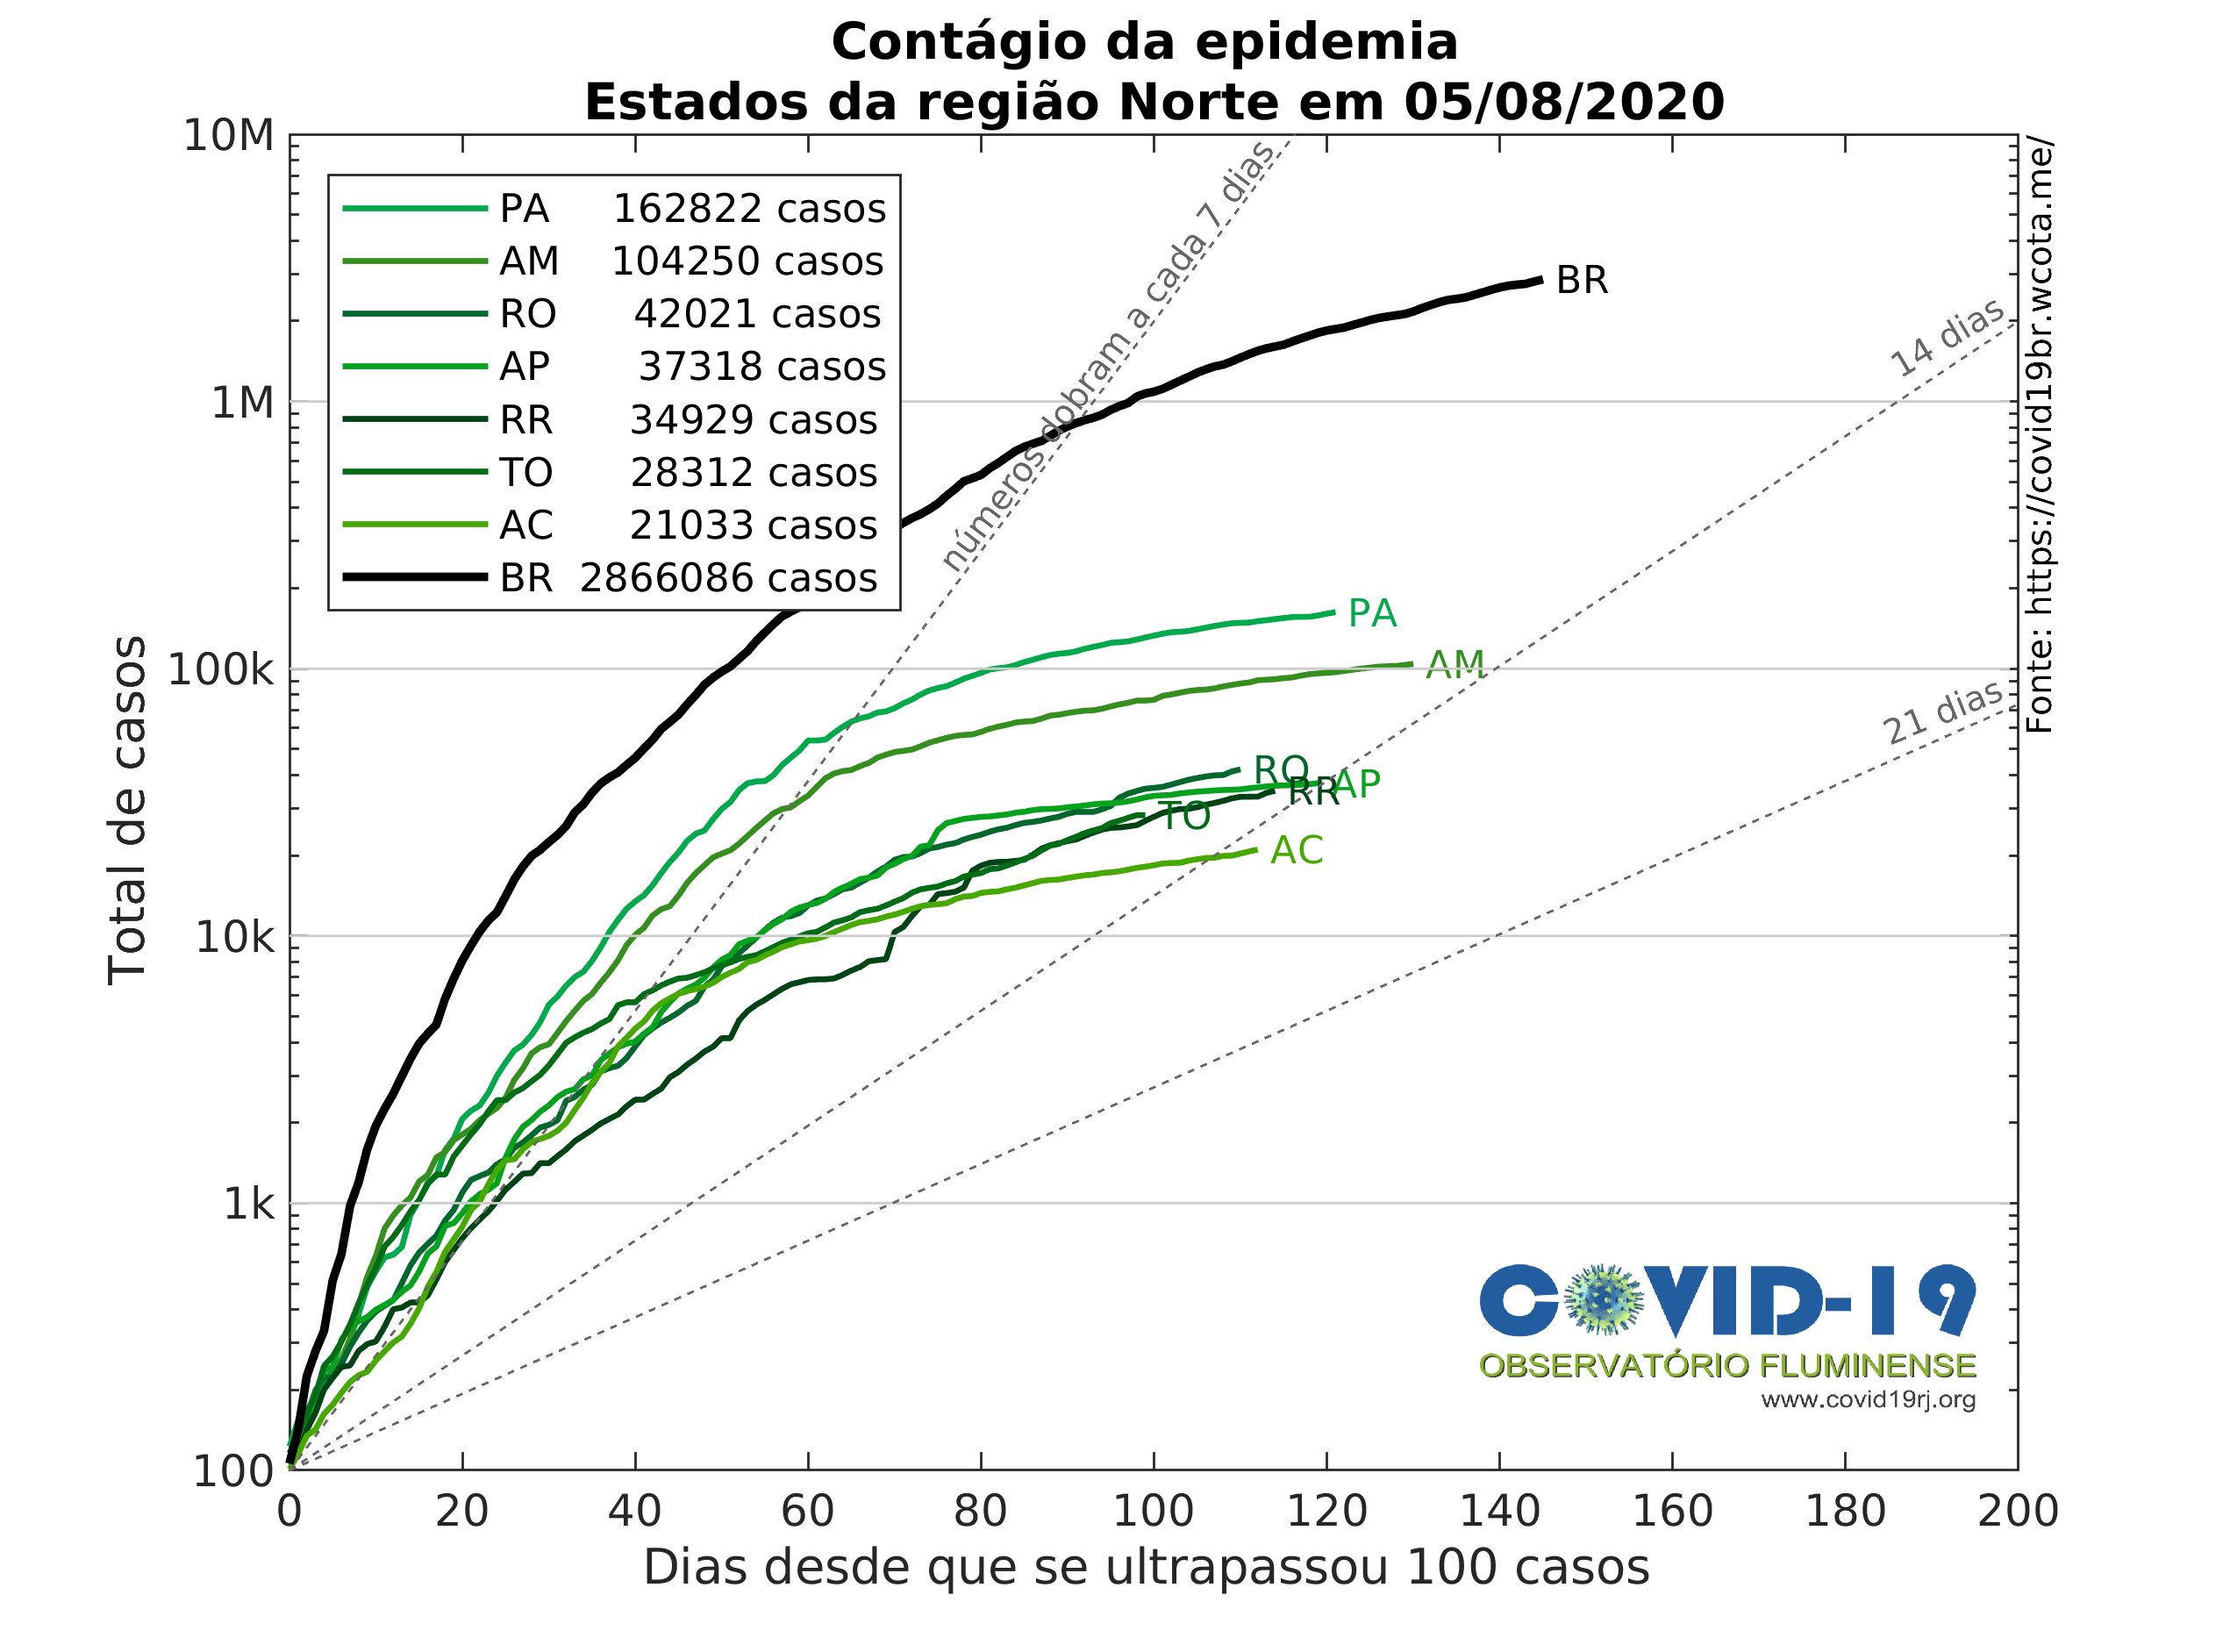 Contágio da epidemia
Estados da região Norte em 05/08/2020
10M
1M
100k
10k
1k
100
Total de casos
PA 162822 casos
AM 104250 casos
RO 42021 casos
AP 37318 casos
RR 34929 casos
TO 28312 casos
AC 21033 casos
BR 2866086 casos
números dobram a cada 7 dias
14 dias
21 dias
BR
PA
AM
RO
AP
RR
TO
AC
Fonte: https://covid19br.wcota.me/
COVID-19
OBSERVATÓRIO FLUMINENSE
www.covid19rj.org
0 20 40 60 80 100 120 140 160 180 200
Dias desde que se ultrapassou 100 casos